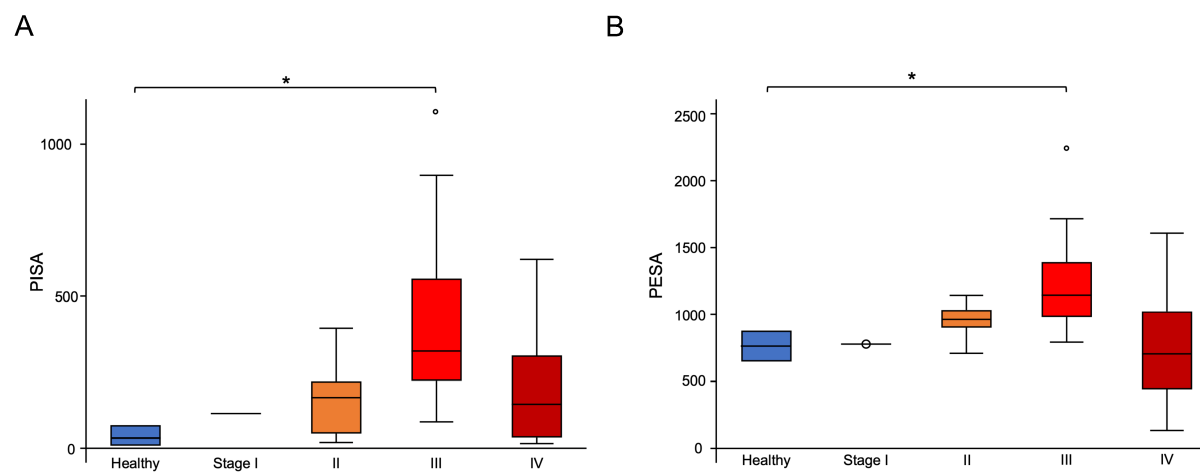 A
*
1000
PISA
500
0
Healthy Stage I II III IV
B
*
2500
2000
1500
PESA
1000
500
0
Healthy Stage I II III IV